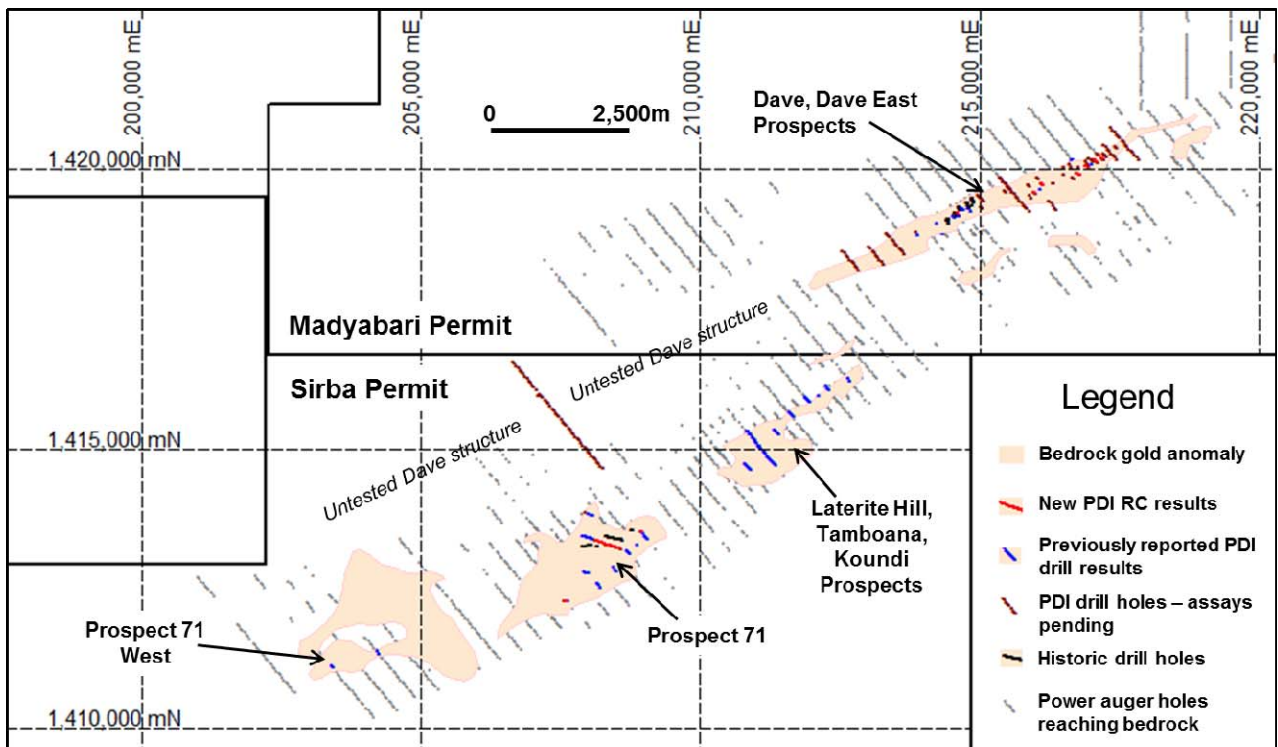 200,000 mE
205,000 mE
210,000 mE
215,000 mE
220,000 mE
0 2,500m
Dave, Dave East
Prospects
1,420,000 mN
Madyabari Permit
Untested Dave structure
Sirba Permit
Untested Dave structure
1,415,000 mN
Laterite Hill,
Tamboana,
Koundi
Prospects
Prospect 71
West
Prospect 71
1,410,000 mN
Legend
Bedrock gold anomaly
New PDI RC results
Previously reported PDI
drill results
PDI drill holes – assays
pending
Historic drill holes
Power auger holes
reaching bedrock